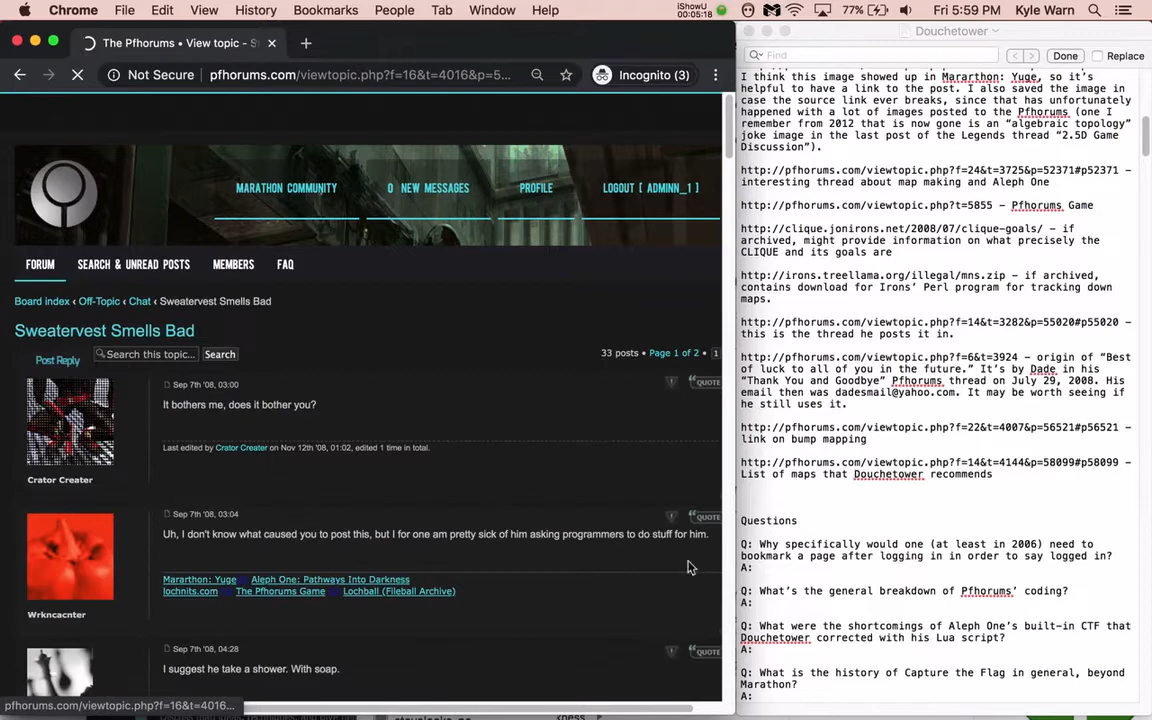 Chrome File Edit View History Bookmarks People Tab Window Help
iShowU
00:05:18
77% Fri 5:59 PM Kyle Warn
The Pfhorums • View topic - S
Not Secure pfhorums.com/viewtopic.php?f=16&t=4016&p=5...
Incognito (3)
MARATHON COMMUNITY 0 NEW MESSAGES PROFILE LOGOUT [ ADMINN_1 ]
FORUM SEARCH & UNREAD POSTS MEMBERS FAQ
Board index ‹ Off-Topic ‹ Chat ‹ Sweatervest Smells Bad
Sweatervest Smells Bad
Post Reply Search this topic... Search
33 posts • Page 1 of 2 • 1
Sep 7th '08, 03:00
QUOTE
It bothers me, does it bother you?
Last edited by Crator Creater on Nov 12th '08, 01:02, edited 1 time in total.
Crator Creater
Sep 7th '08, 03:04
QUOTE
Uh, I don't know what caused you to post this, but I for one am pretty sick of him asking programmers to do stuff for him.
Mararthon: Yuge Aleph One: Pathways Into Darkness
lochnits.com The Pfhorums Game Lochball (Fileball Archive)
Wrkncacnter
Sep 7th '08, 04:28
QUOTE
I suggest he take a shower. With soap.
pfhorums.com/viewtopic.php?f=16&t=4016...
Douchetower
Find Done Replace
I think this image showed up in Mararthon: Yuge, so it's
helpful to have a link to the post. I also saved the image in
case the source link ever breaks, since that has unfortunately
happened with a lot of images posted to the Pfhorums (one I
remember from 2012 that is now gone is an "algebraic topology"
joke image in the last post of the Legends thread "2.5D Game
Discussion").
http://pfhorums.com/viewtopic.php?f=24&t=3725&p=52371#p52371 –
interesting thread about map making and Aleph One
http://pfhorums.com/viewtopic.php?t=5855 – Pfhorums Game
http://clique.jonirons.net/2008/07/clique-goals/ – if
archived, might provide information on what precisely the
CLIQUE and its goals are
http://irons.treellama.org/illegal/mns.zip – if archived,
contains download for Irons' Perl program for tracking down
maps.
http://pfhorums.com/viewtopic.php?f=14&t=3282&p=55020#p55020 –
this is the thread he posts it in.
http://pfhorums.com/viewtopic.php?f=6&t=3924 – origin of "Best
of luck to all of you in the future." It's by Dade in his
"Thank You and Goodbye" Pfhorums thread on July 29, 2008. His
email then was dadesmail@yahoo.com. It may be worth seeing if
he still uses it.
http://pfhorums.com/viewtopic.php?f=22&t=4007&p=56521#p56521 –
link on bump mapping
http://pfhorums.com/viewtopic.php?f=14&t=4144&p=58099#p58099 –
List of maps that Douchetower recommends
Questions
Q: Why specifically would one (at least in 2006) need to
bookmark a page after logging in in order to say logged in?
A:
Q: What's the general breakdown of Pfhorums' coding?
A:
Q: What were the shortcomings of Aleph One's built-in CTF that
Douchetower corrected with his Lua script?
A:
Q: What is the history of Capture the Flag in general, beyond
Marathon?
A: